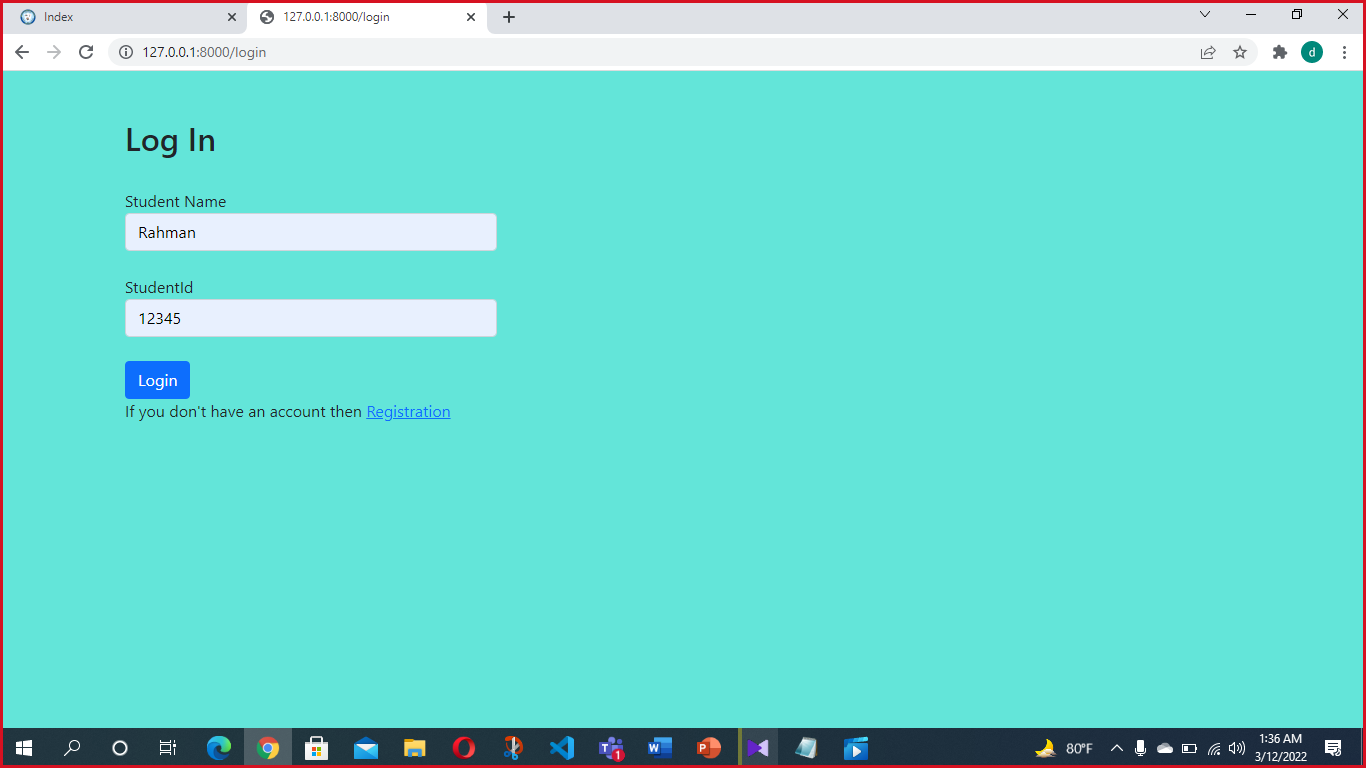 Index
127.0.0.1:8000/login
127.0.0.1:8000/login
d
Log In
Student Name
Rahman
StudentId
12345
Login
If you don't have an account then Registration
80°F
1:36 AM
3/12/2022
1